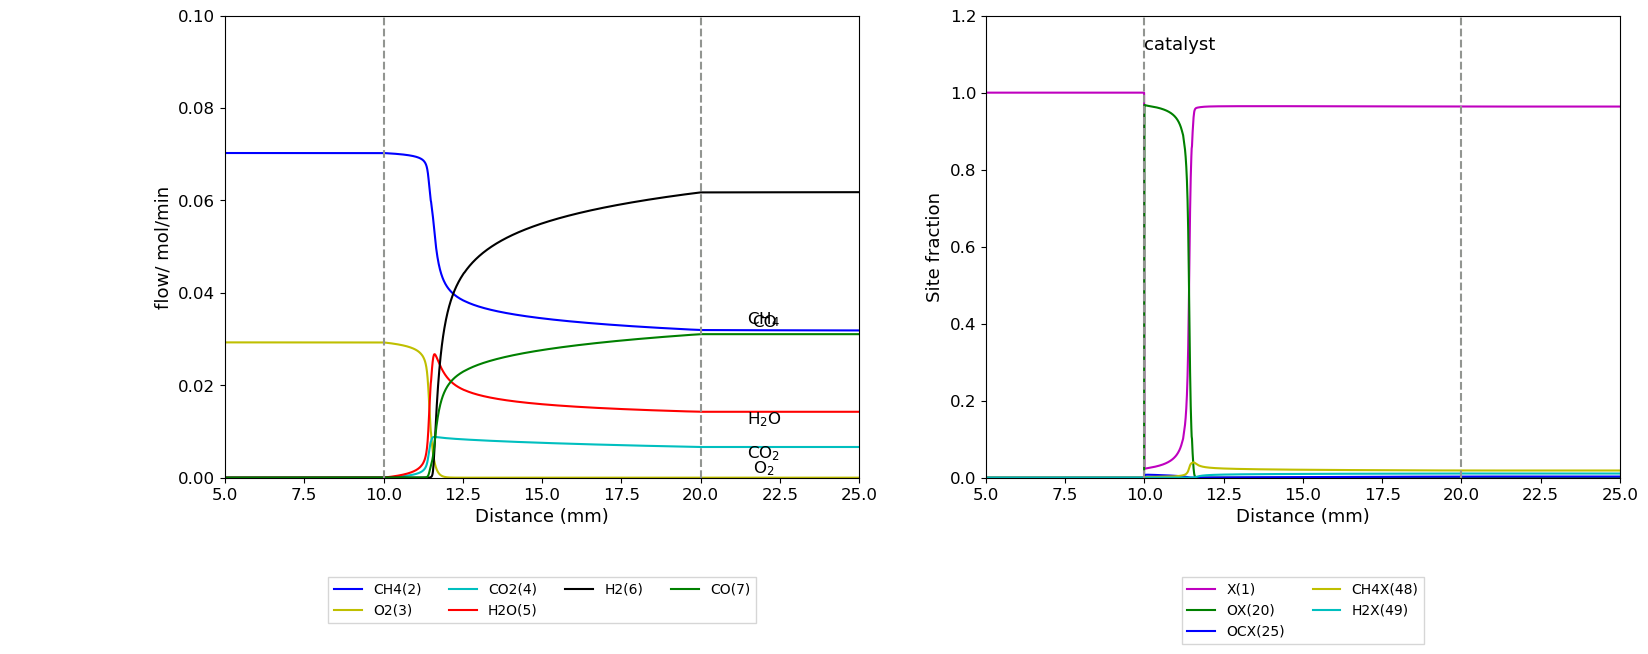 0.10
0.08
0.06
0.04
0.02
0.00
flow/ mol/min
CH₄
CO
H₂O
CO₂
O₂
5.0 7.5 10.0 12.5 15.0 17.5 20.0 22.5 25.0
Distance (mm)
CH4(2) CO2(4) H2(6) CO(7)
O2(3) H2O(5)
1.2
1.0
0.8
0.6
0.4
0.2
0.0
Site fraction
catalyst
5.0 7.5 10.0 12.5 15.0 17.5 20.0 22.5 25.0
Distance (mm)
X(1) CH4X(48)
OX(20) H2X(49)
OCX(25)